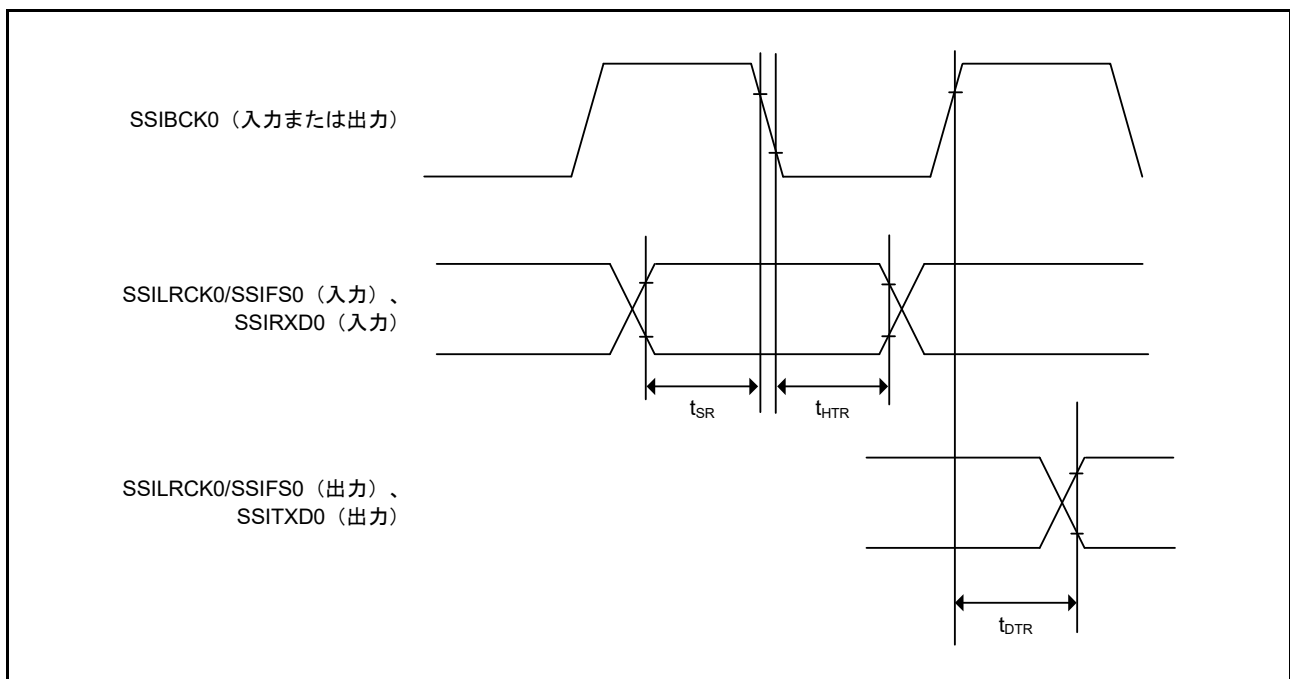 SSIBCK0（入力または出力）
SSILRCK0/SSIFS0（入力）、
SSIRXD0（入力）
tSR
tHTR
SSILRCK0/SSIFS0（出力）、
SSITXD0（出力）
tDTR